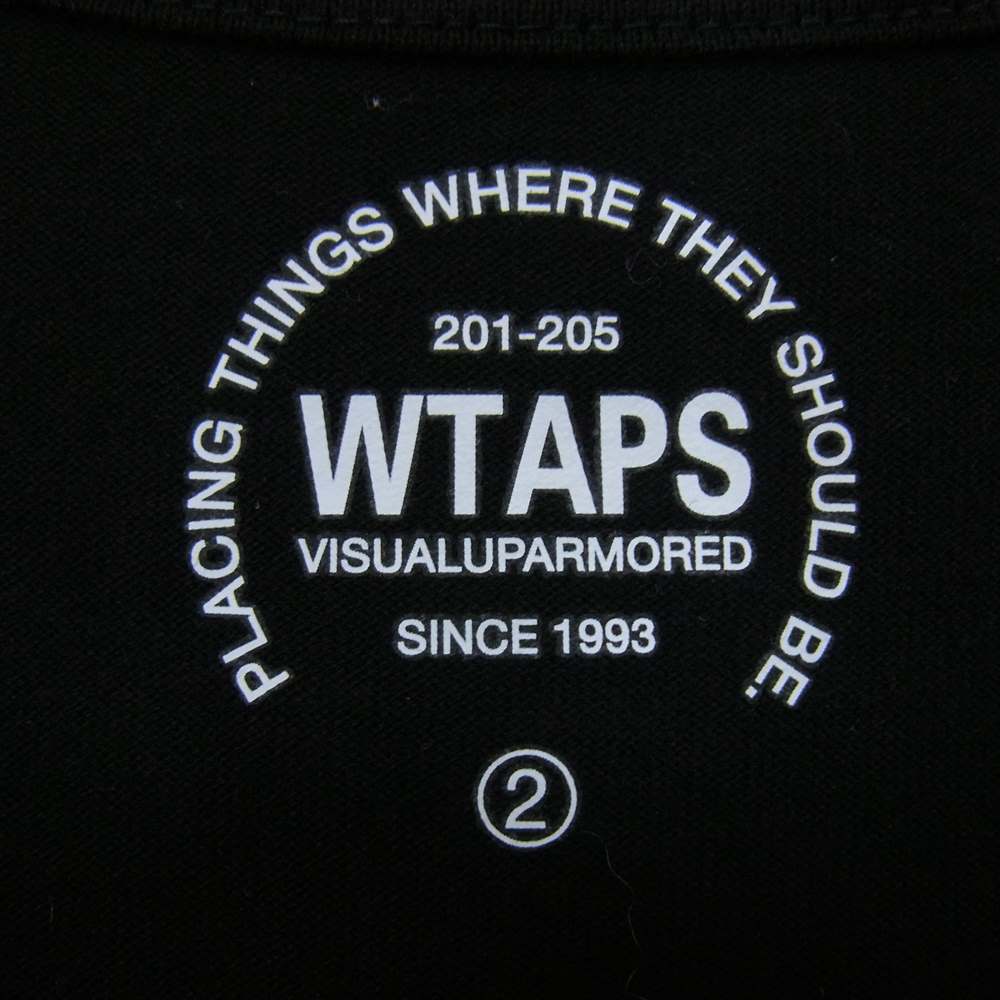 PLACING THINGS WHERE THEY SHOULD BE.
201-205
WTAPS
VISUALUPARMORED
SINCE 1993
2